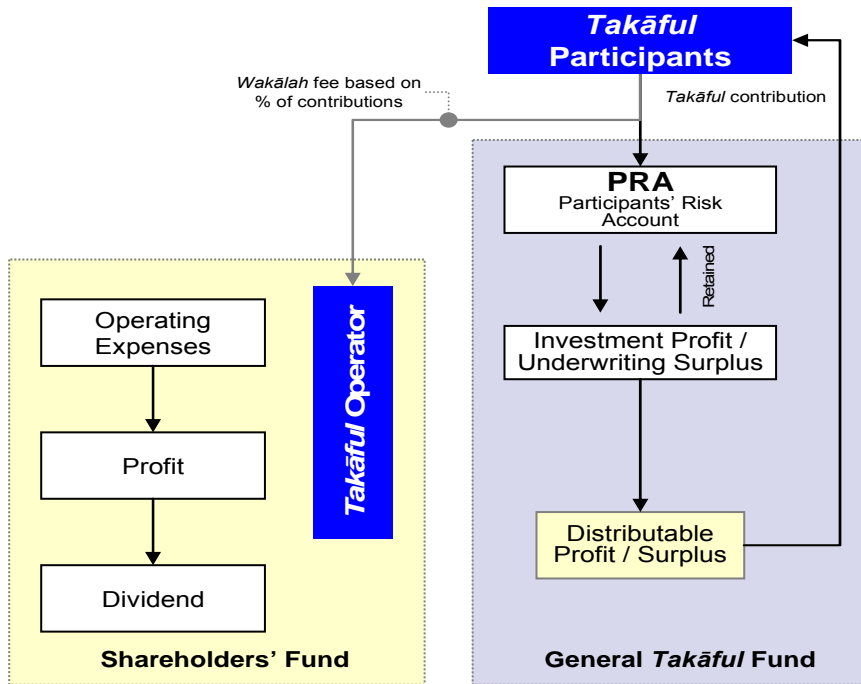 Takāful
Participants
Wakālah fee based on
% of contributions
Takāful contribution
PRA
Participants’ Risk
Account
Retained
Operating
Expenses
Takāful Operator
Investment Profit /
Underwriting Surplus
Profit
Distributable
Profit / Surplus
Dividend
Shareholders’ Fund
General Takāful Fund